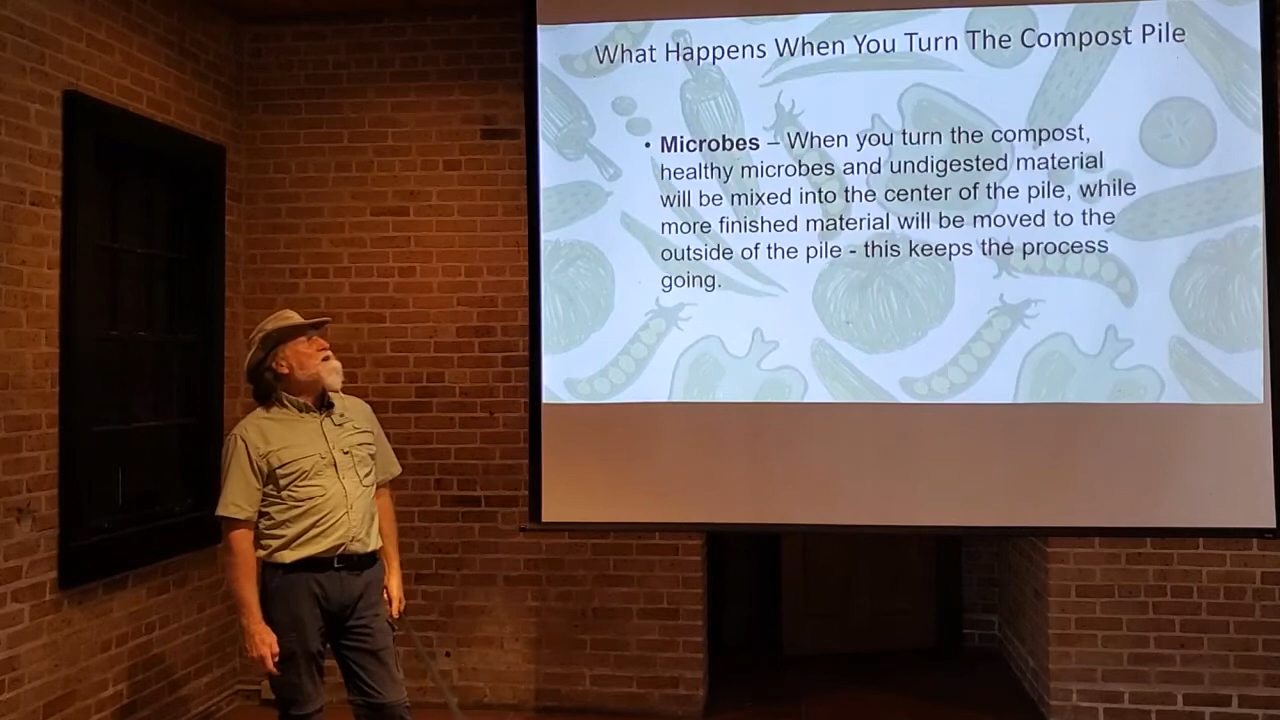 What Happens When You Turn The Compost Pile
• Microbes – When you turn the compost,
healthy microbes and undigested material
will be mixed into the center of the pile, while
more finished material will be moved to the
outside of the pile - this keeps the process
going.